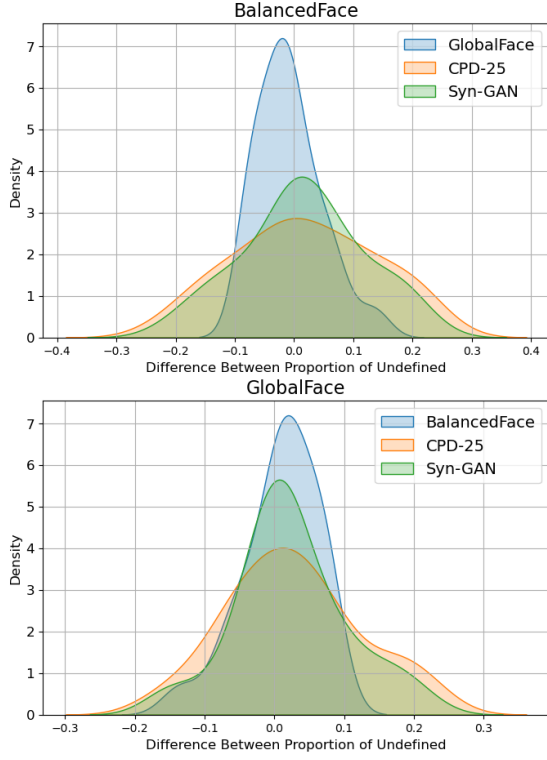 BalancedFace
7
6
5
4
3
2
1
0
Density
GlobalFace
CPD-25
Syn-GAN
−0.4 −0.3 −0.2 −0.1 0.0 0.1 0.2 0.3 0.4
Difference Between Proportion of Undefined
GlobalFace
7
6
5
4
3
2
1
0
Density
BalancedFace
CPD-25
Syn-GAN
−0.3 −0.2 −0.1 0.0 0.1 0.2 0.3
Difference Between Proportion of Undefined